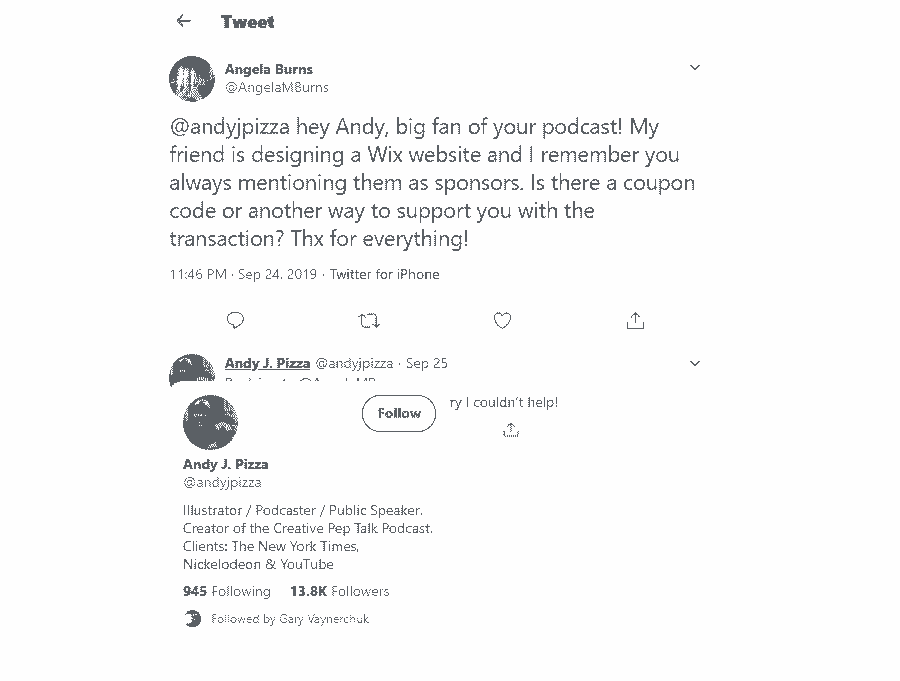 Tweet
Angela Burns
@AngelaMBurns
@andyjpizza hey Andy, big fan of your podcast! My
friend is designing a Wix website and I remember you
always mentioning them as sponsors. Is there a coupon
code or another way to support you with the
transaction? Thx for everything!
11:46 PM · Sep 24, 2019 · Twitter for iPhone
Andy J. Pizza @andyjpizza · Sep 25
ry I couldn't help!
Follow
Andy J. Pizza
@andyjpizza
Illustrator / Podcaster / Public Speaker.
Creator of the Creative Pep Talk Podcast.
Clients: The New York Times,
Nickelodeon & YouTube
945 Following 13.8K Followers
Followed by Gary Vaynerchuk